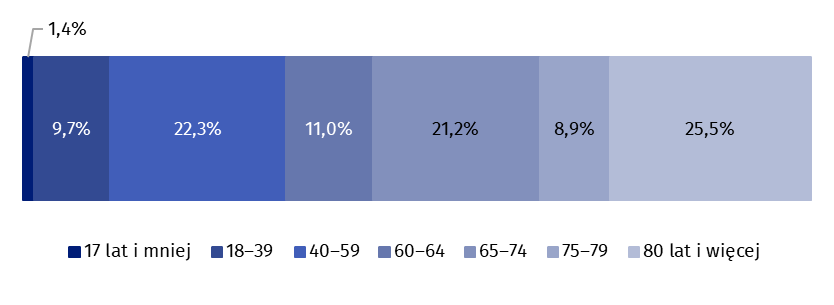 1,4%
9,7% 22,3% 11,0% 21,2% 8,9% 25,5%
17 lat i mniej 18–39 40–59 60–64 65–74 75–79 80 lat i więcej